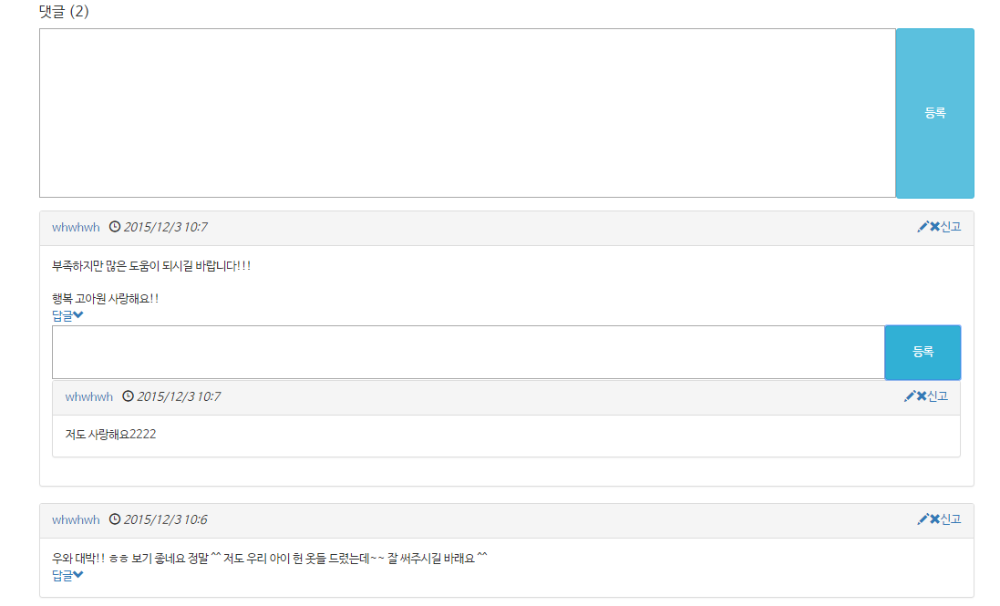 댓글 (2)
등록
whwhwh 2015/12/3 10:7 신고
부족하지만 많은 도움이 되시길 바랍니다!!!
행복 고아원 사랑해요!!
답글
등록
whwhwh 2015/12/3 10:7 신고
저도 사랑해요2222
whwhwh 2015/12/3 10:6 신고
우와 대박!! ㅎㅎ 보기 좋네요 정말 ^^ 저도 우리 아이 헌 옷들 드렸는데~~ 잘 써주시길 바래요 ^^
답글